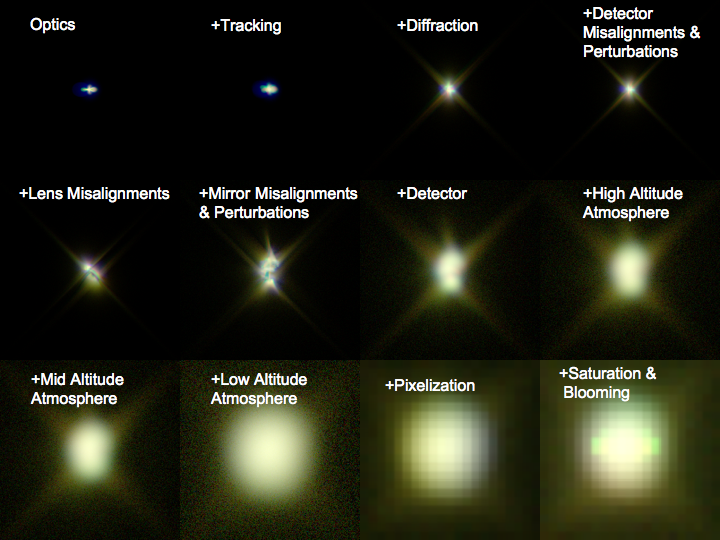 Optics
+Tracking
+Diffraction
+Detector
Misalignments &
Perturbations
+Lens Misalignments
+Mirror Misalignments
& Perturbations
+Detector
+High Altitude
Atmosphere
+Mid Altitude
Atmosphere
+Low Altitude
Atmosphere
+Pixelization
+Saturation &
Blooming